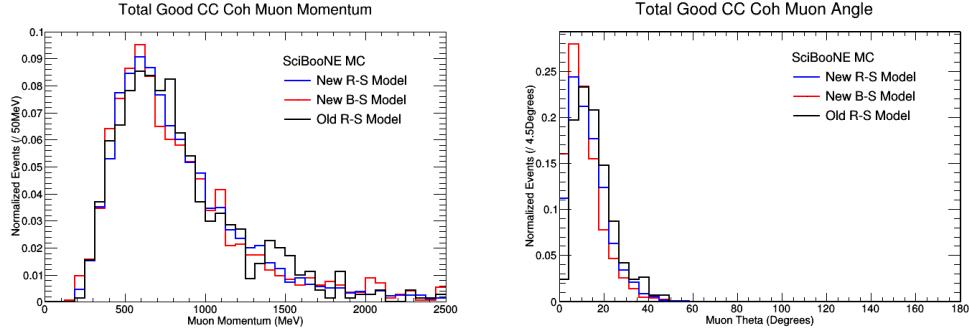 Total Good CC Coh Muon Momentum
Normalized Events (/ 50MeV)
0.1
0.09
0.08
0.07
0.06
0.05
0.04
0.03
0.02
0.01
0
SciBooNE MC
New R-S Model
New B-S Model
Old R-S Model
0 500 1000 1500 2000 2500
Muon Momentum (MeV)
Total Good CC Coh Muon Angle
Normalized Events (/ 4.5Degrees)
0.25
0.2
0.15
0.1
0.05
0
SciBooNE MC
New R-S Model
New B-S Model
Old R-S Model
0 20 40 60 80 100 120 140 160 180
Muon Theta (Degrees)